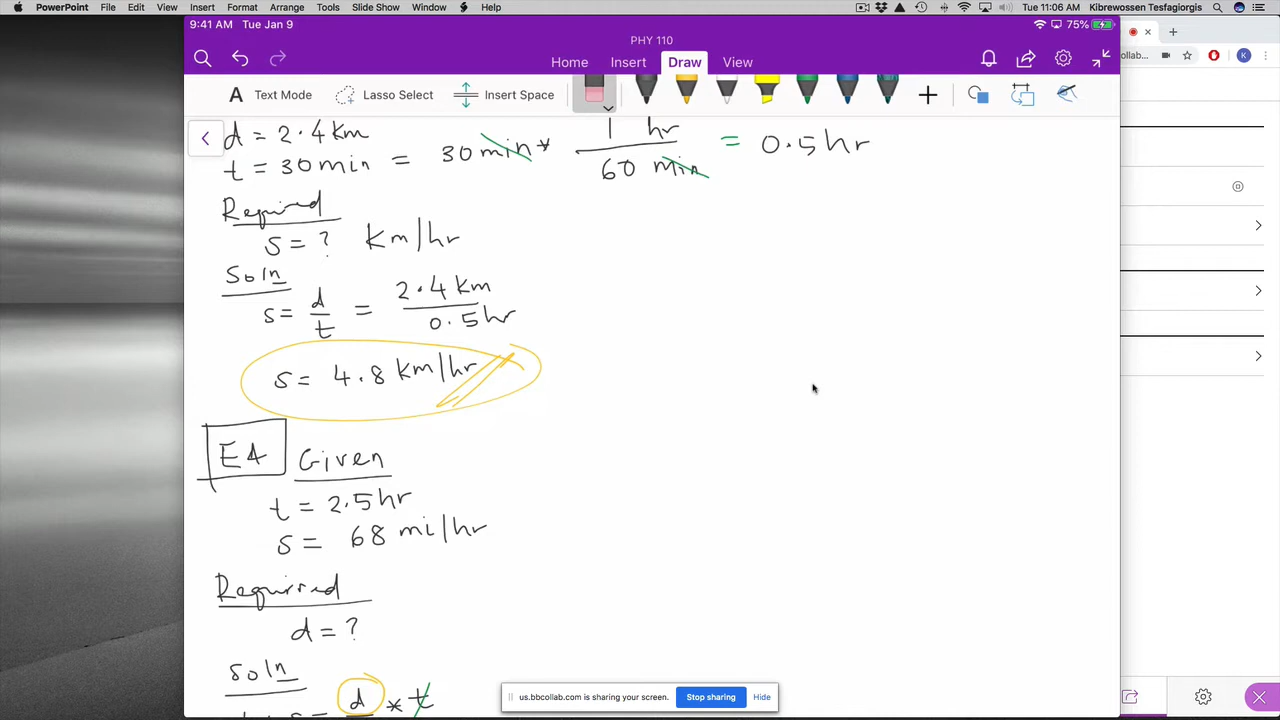 PowerPoint File Edit View Insert Format Arrange Tools Slide Show Window Help Tue 11:06 AM Kibrewossen Tesfagiorgis
9:41 AM Tue Jan 9 75%
PHY 110
Home Insert Draw View
A Text Mode Lasso Select Insert Space
d = 2.4 km
t = 30 min = 30 min * 1 hr / 60 min = 0.5 hr
Required
s = ? Km/hr
Soln
s = d/t = 2.4 km / 0.5 hr
s = 4.8 km/hr
E4 Given
t = 2.5 hr
s = 68 mi/hr
Requirred
d = ?
soln
d * t
us.bbcollab.com is sharing your screen. Stop sharing Hide
ollab...
K